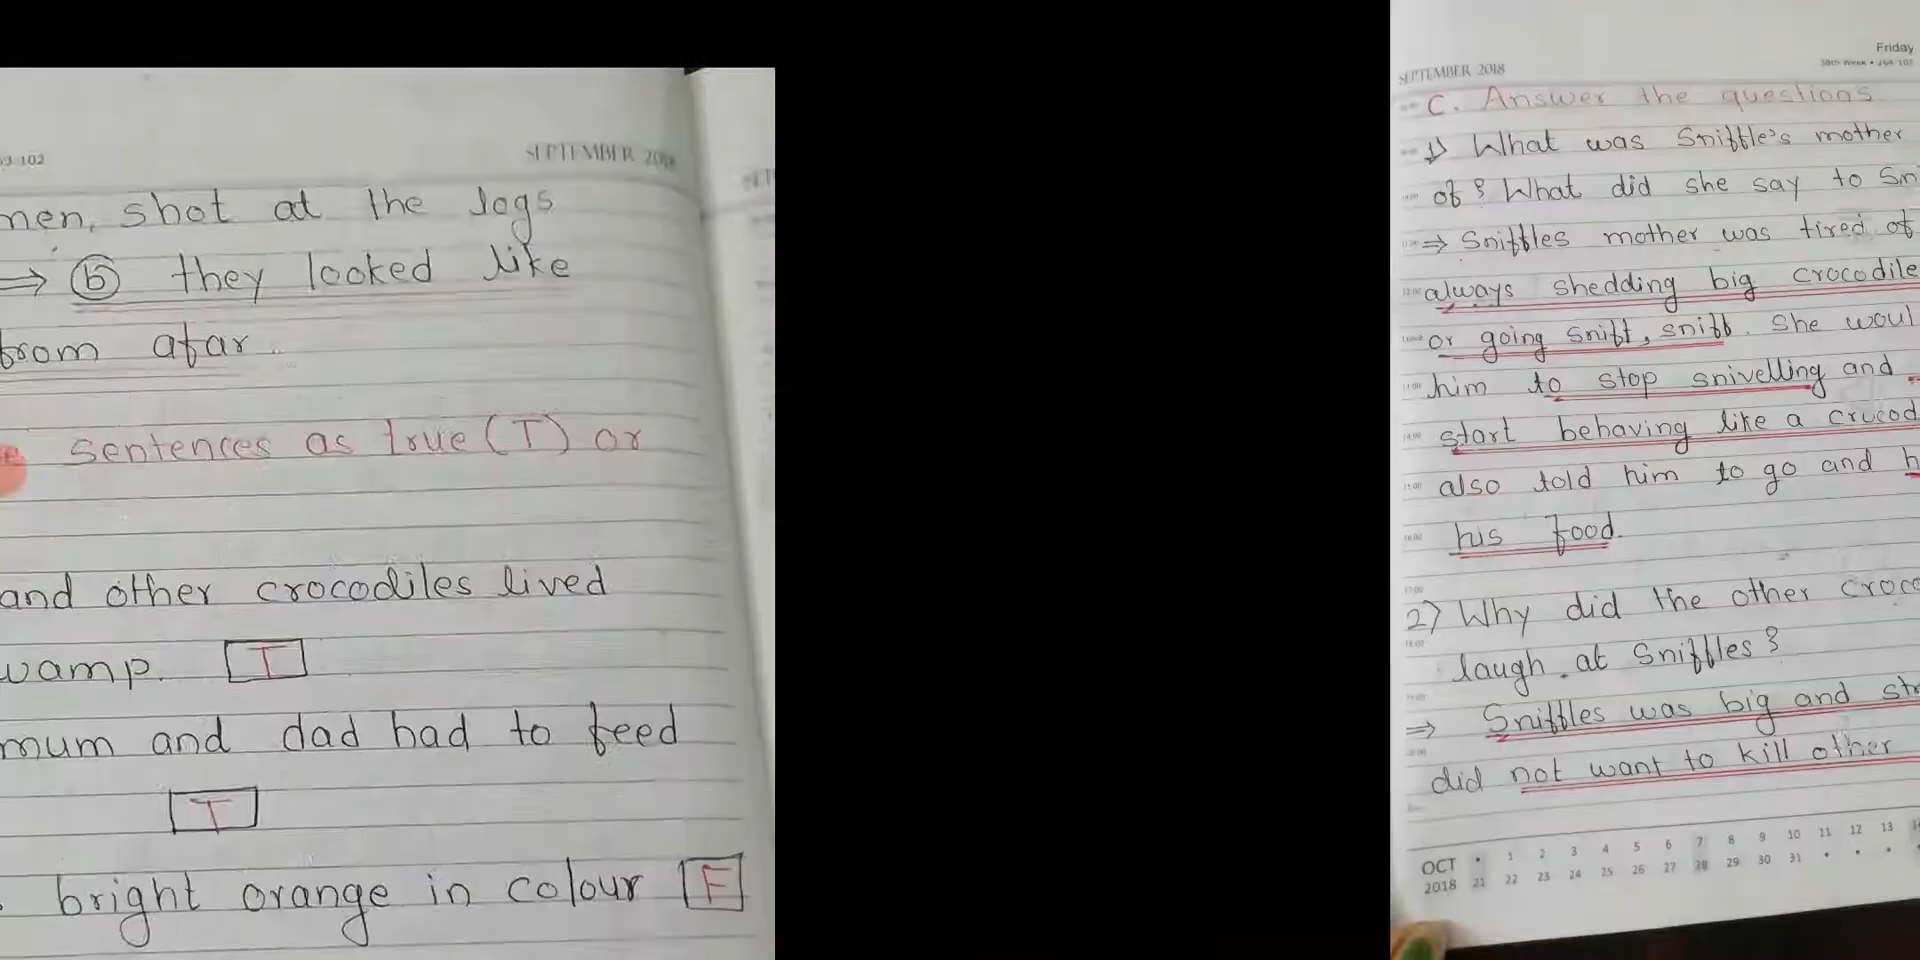 SEPTEMBER 2018
men, shot at the logs
⇒ ⓑ they looked like
from afar.
sentences as true (T) or
and other crocodiles lived
wamp. T
mum and dad had to feed
T
bright orange in colour F
Friday
SEPTEMBER 2018
C. Answer the questions
1) What was Sniffle's mother
of? What did she say to Sn
⇒ Sniffles mother was tired of
always shedding big crocodile
or going sniff, sniff. She woul
him to stop snivelling and
start behaving like a crocod
also told him to go and h
his food.
2) Why did the other croco
laugh at Sniffles?
⇒ Sniffles was big and str
did not want to kill other
OCT • 1 2 3 4 5 6 7 8 9 10 11 12 13
2018 21 22 23 24 25 26 27 28 29 30 31 • • •